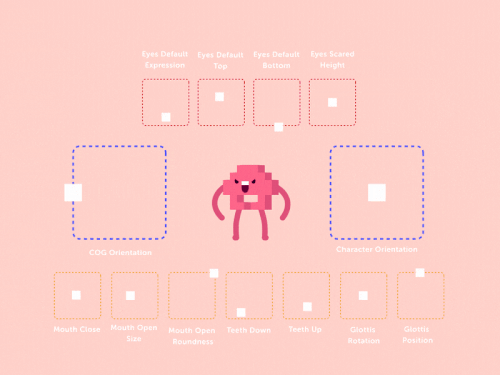 Eyes Default
Expression
Eyes Default
Top
Eyes Default
Bottom
Eyes Scared
Height
COG Orientation
Character Orientation
Mouth Close
Mouth Open
Size
Mouth Open
Roundness
Teeth Down
Teeth Up
Glottis
Rotation
Glottis
Position